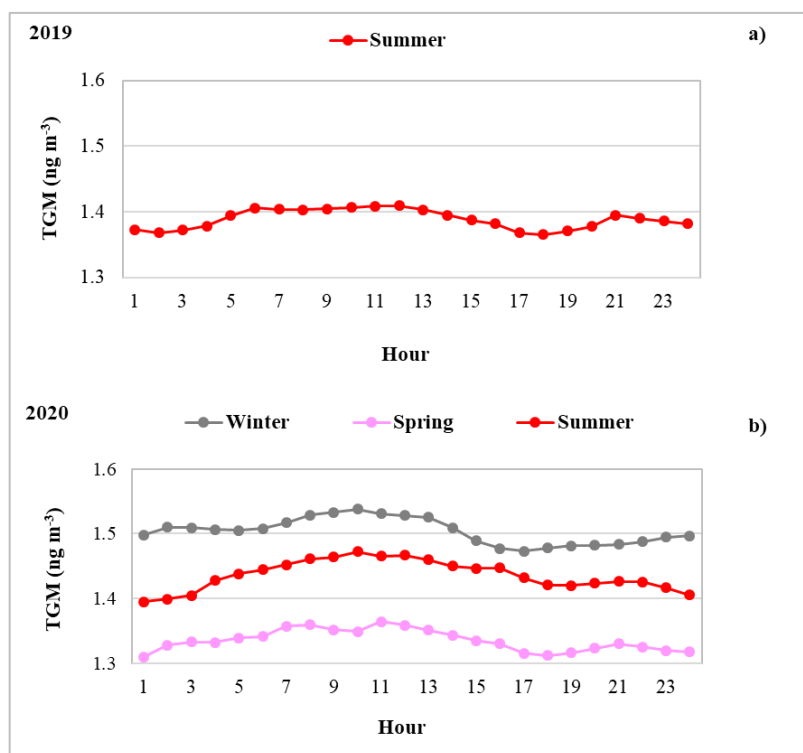 2019
Summer
a)
1.6
1.5
1.4
1.3
TGM (ng m-3)
1 3 5 7 9 11 13 15 17 19 21 23
Hour
2020
Winter Spring Summer
b)
1.6
1.5
1.4
1.3
TGM (ng m-3)
1 3 5 7 9 11 13 15 17 19 21 23
Hour